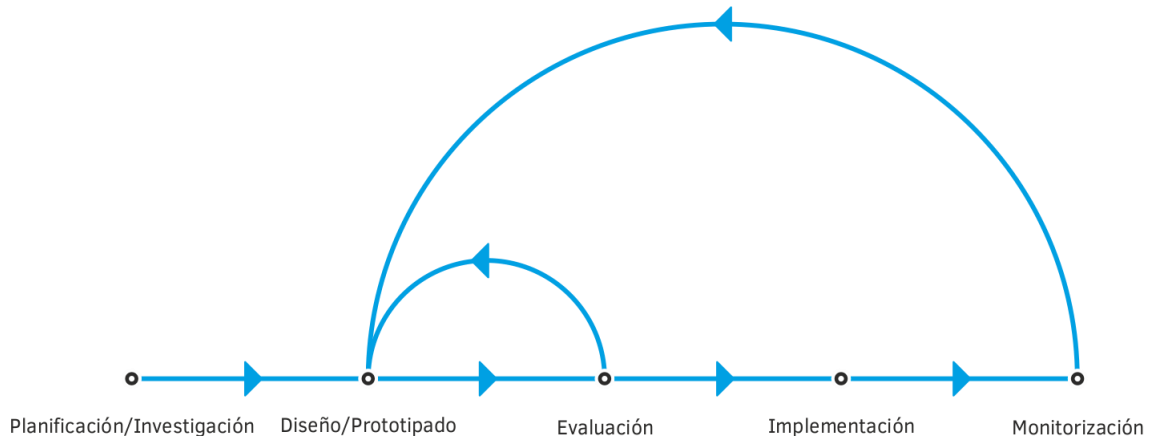 Planificación/Investigación
Diseño/Prototipado
Evaluación
Implementación
Monitorización